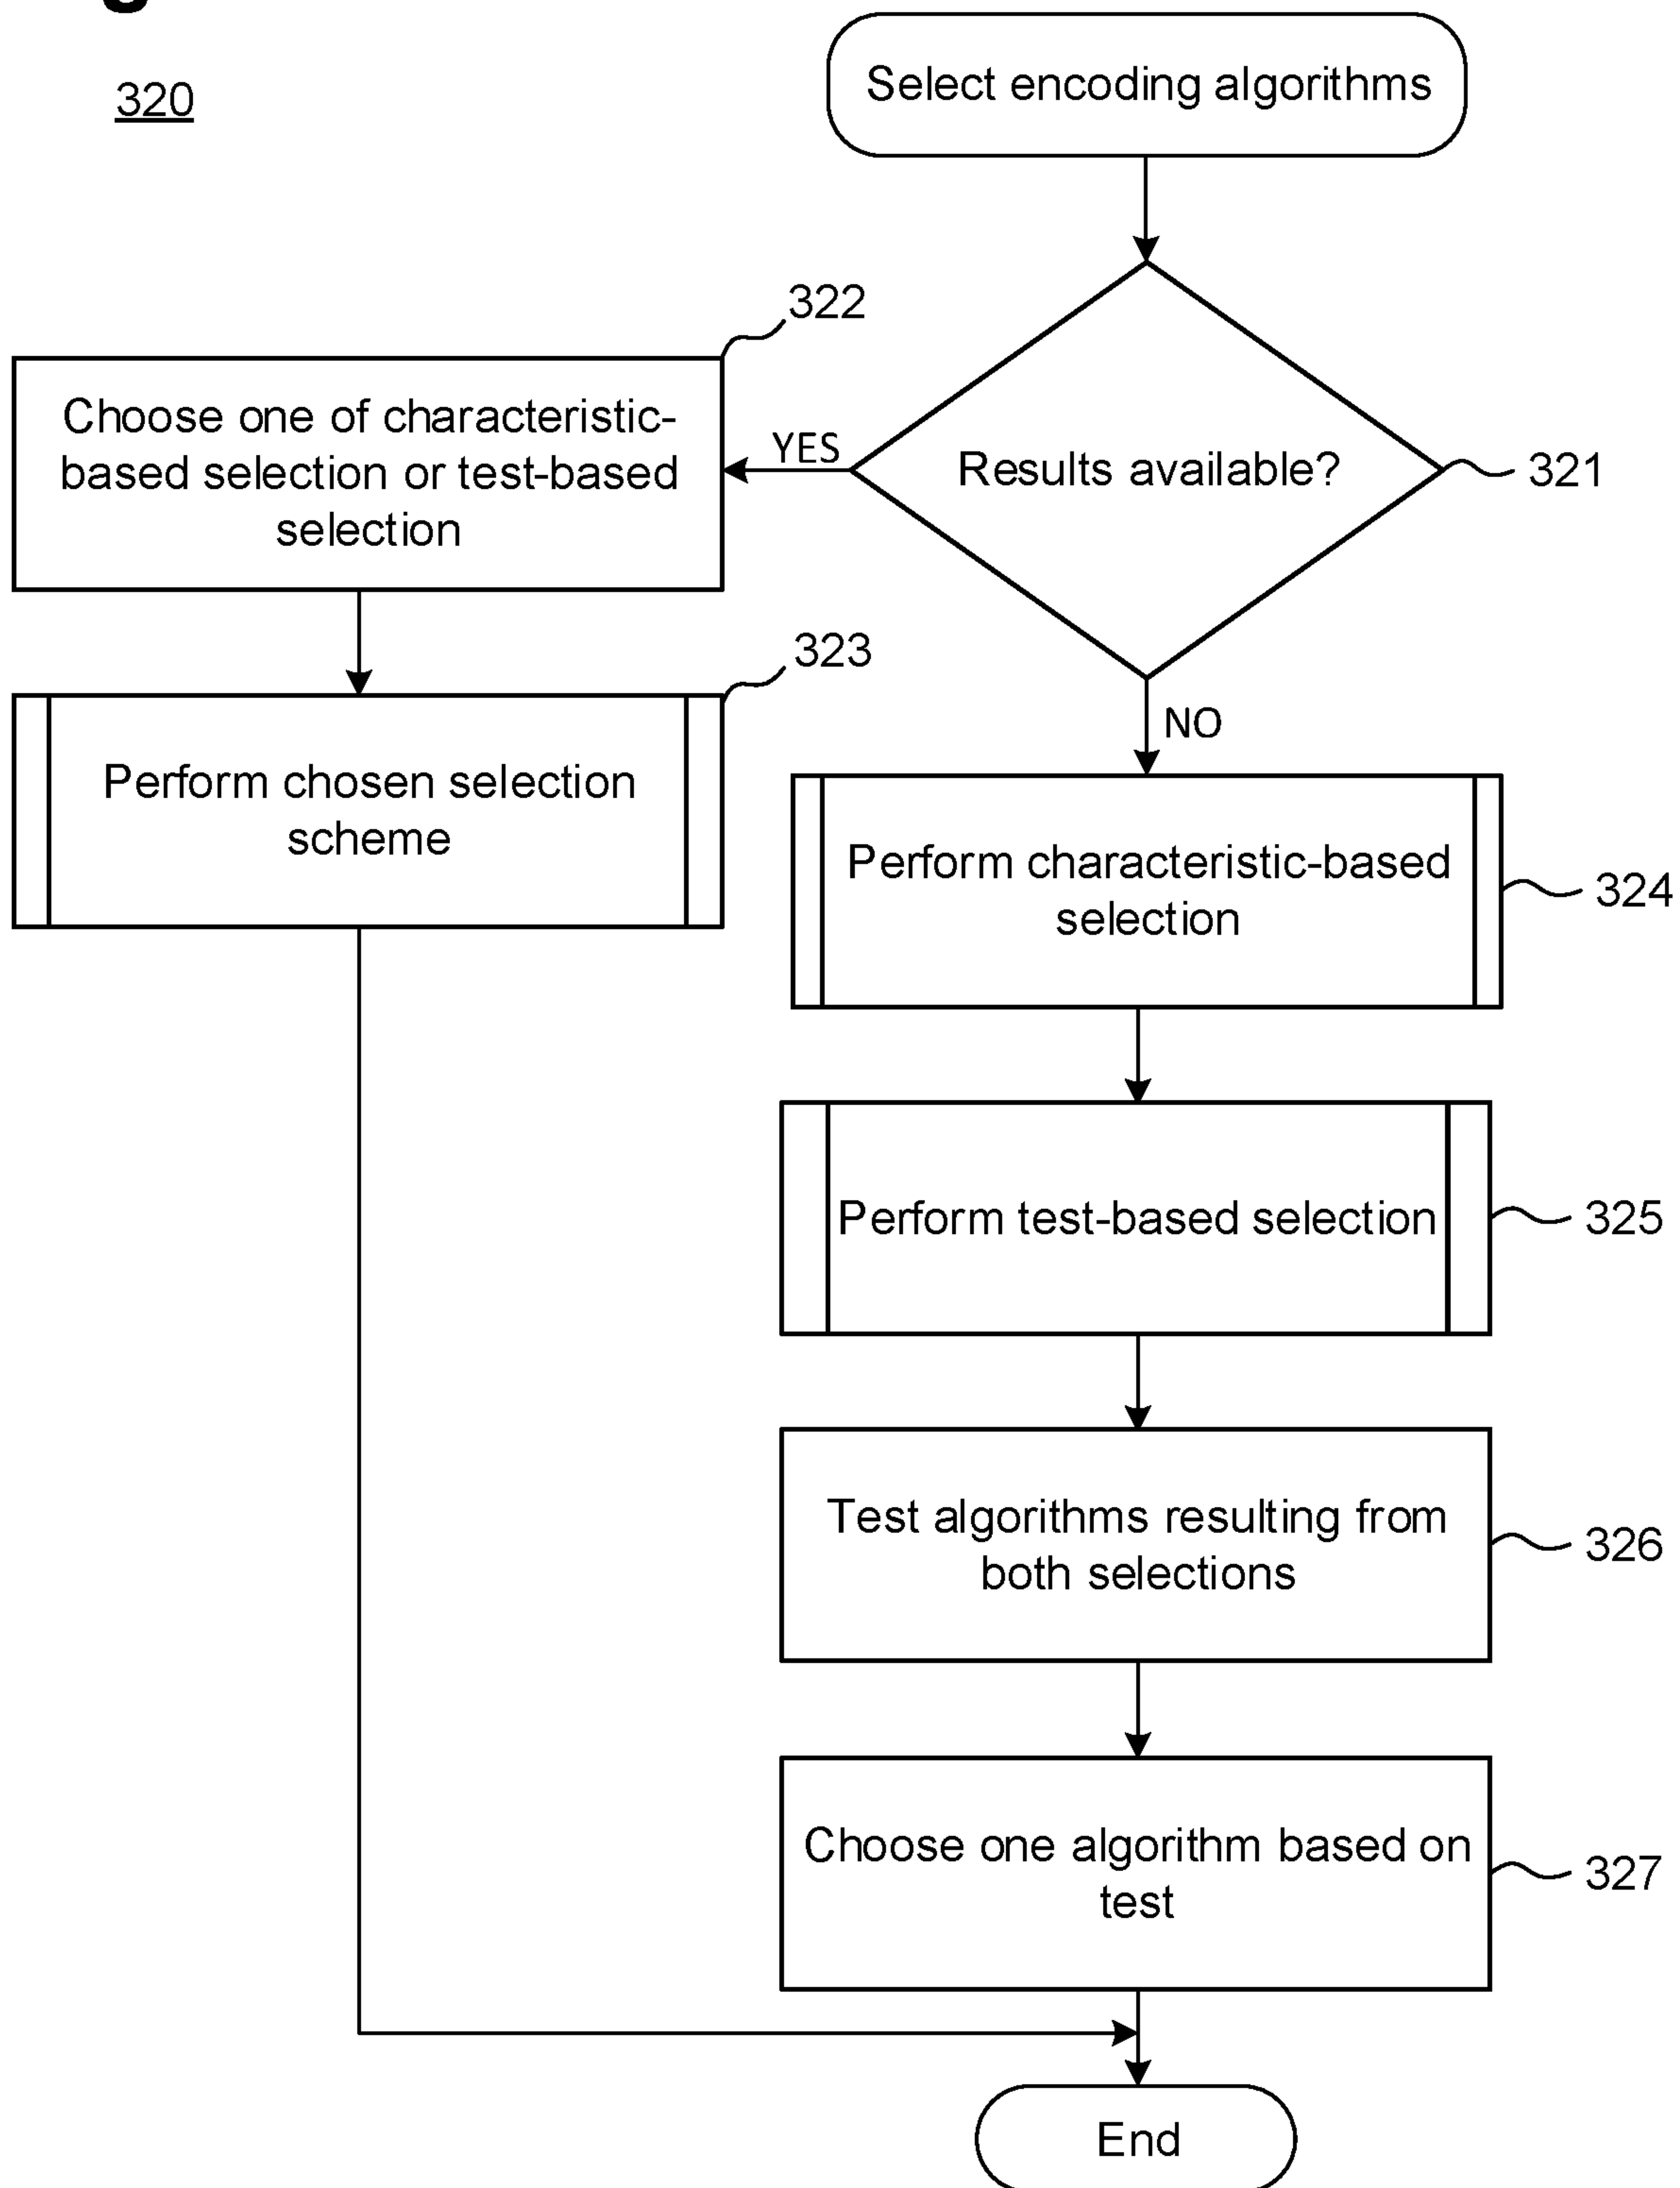 320
Select encoding algorithms
322
Choose one of characteristic-
based selection or test-based
selection
YES
Results available?
321
323
Perform chosen selection
scheme
NO
Perform characteristic-based
selection
324
Perform test-based selection
325
Test algorithms resulting from
both selections
326
Choose one algorithm based on
test
327
End